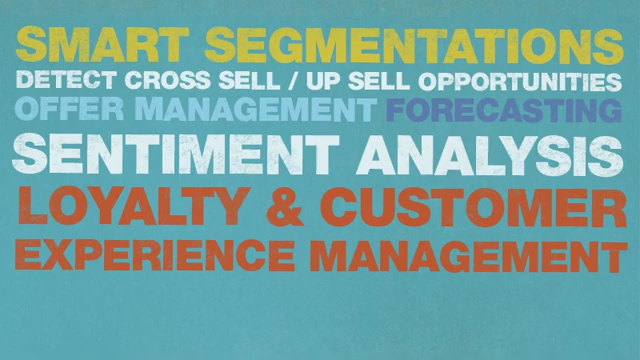 SMART SEGMENTATIONS
DETECT CROSS SELL / UP SELL OPPORTUNITIES
OFFER MANAGEMENT FORECASTING
SENTIMENT ANALYSIS
LOYALTY & CUSTOMER
EXPERIENCE MANAGEMENT